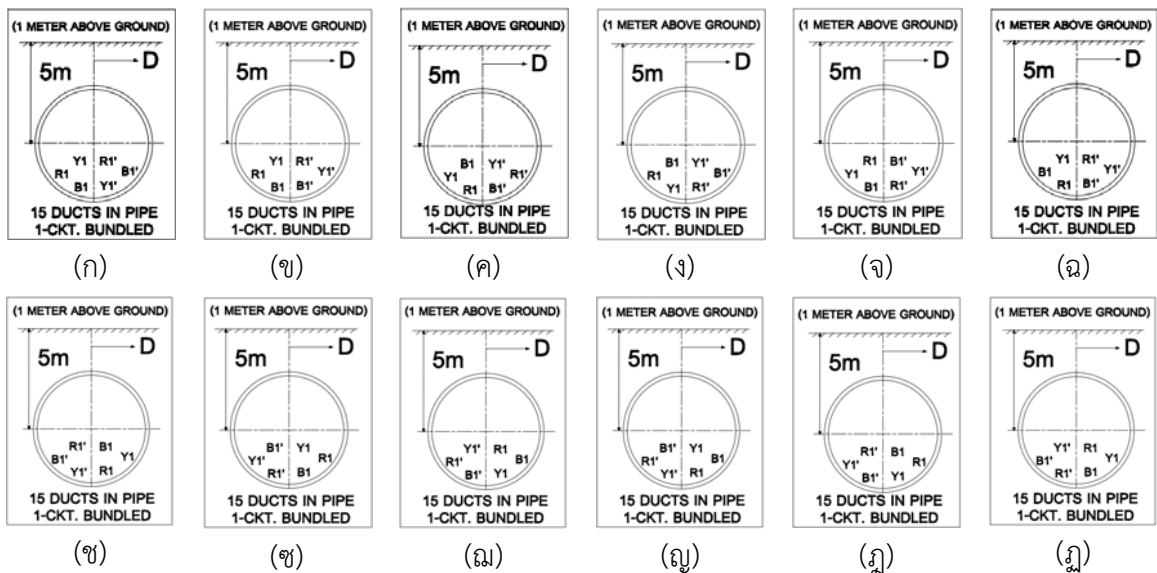 (1 METER ABOVE GROUND)
D
5m
Y1 R1'
R1 B1'
B1 Y1'
15 DUCTS IN PIPE
1-CKT. BUNDLED
(ก)
(1 METER ABOVE GROUND)
D
5m
Y1 R1'
R1 Y1'
B1 B1'
15 DUCTS IN PIPE
1-CKT. BUNDLED
(ข)
(1 METER ABOVE GROUND)
D
5m
B1 Y1'
Y1 R1'
R1 B1'
15 DUCTS IN PIPE
1-CKT. BUNDLED
(ค)
(1 METER ABOVE GROUND)
D
5m
B1 Y1'
R1 B1'
Y1 R1'
15 DUCTS IN PIPE
1-CKT. BUNDLED
(ง)
(1 METER ABOVE GROUND)
D
5m
R1 B1'
Y1 Y1'
B1 R1'
15 DUCTS IN PIPE
1-CKT. BUNDLED
(จ)
(1 METER ABOVE GROUND)
D
5m
Y1 R1'
B1 Y1'
R1 B1'
15 DUCTS IN PIPE
1-CKT. BUNDLED
(ฉ)
(1 METER ABOVE GROUND)
D
5m
R1' B1
B1' Y1
Y1' R1
15 DUCTS IN PIPE
1-CKT. BUNDLED
(ช)
(1 METER ABOVE GROUND)
D
5m
B1' Y1
Y1' R1
R1' B1
15 DUCTS IN PIPE
1-CKT. BUNDLED
(ซ)
(1 METER ABOVE GROUND)
D
5m
Y1' R1
R1' B1
B1' Y1
15 DUCTS IN PIPE
1-CKT. BUNDLED
(ฌ)
(1 METER ABOVE GROUND)
D
5m
B1' Y1
R1' B1
Y1' R1
15 DUCTS IN PIPE
1-CKT. BUNDLED
(ญ)
(1 METER ABOVE GROUND)
D
5m
R1' B1
Y1' R1
B1' Y1
15 DUCTS IN PIPE
1-CKT. BUNDLED
(ฎ)
(1 METER ABOVE GROUND)
D
5m
Y1' R1
B1' Y1
R1' B1
15 DUCTS IN PIPE
1-CKT. BUNDLED
(ฏ)